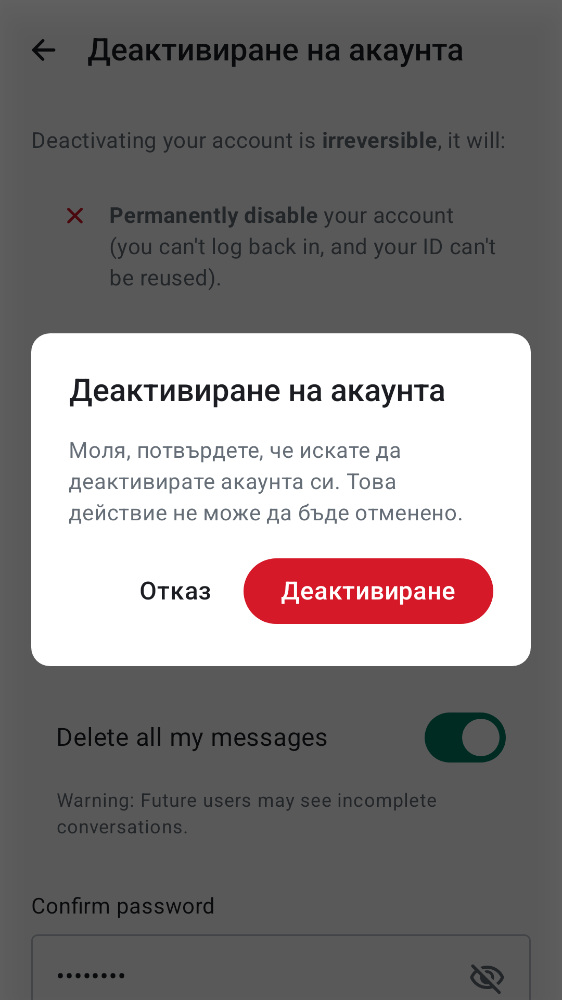 Деактивиране на акаунта
Deactivating your account is irreversible, it will:
Permanently disable your account
(you can't log back in, and your ID can't
be reused).
Деактивиране на акаунта
Моля, потвърдете, че искате да
деактивирате акаунта си. Това
действие не може да бъде отменено.
Отказ
Деактивиране
Delete all my messages
Warning: Future users may see incomplete
conversations.
Confirm password
••••••••